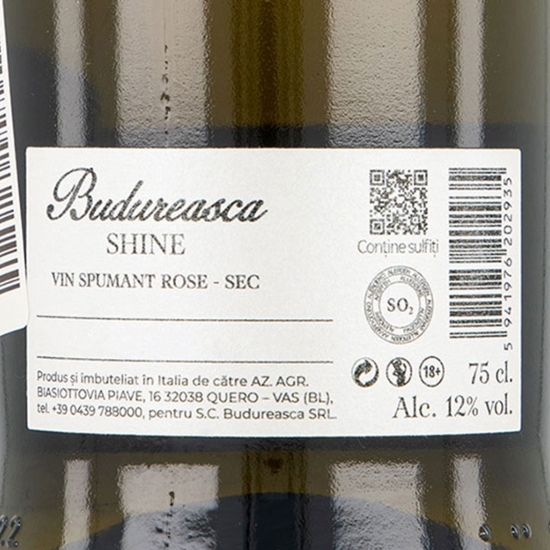 Budureasca
SHINE
VIN SPUMANT ROSE - SEC
Conține sulfiți
SO₂
5 941976 202935
Produs și îmbuteliat în Italia de către AZ. AGR.
BIASIOTTOVIA PIAVE, 16 32038 QUERO – VAS (BL),
tel. +39 0439 788000, pentru S.C. Budureasca SRL.
18+
75 cl.
Alc. 12% vol.